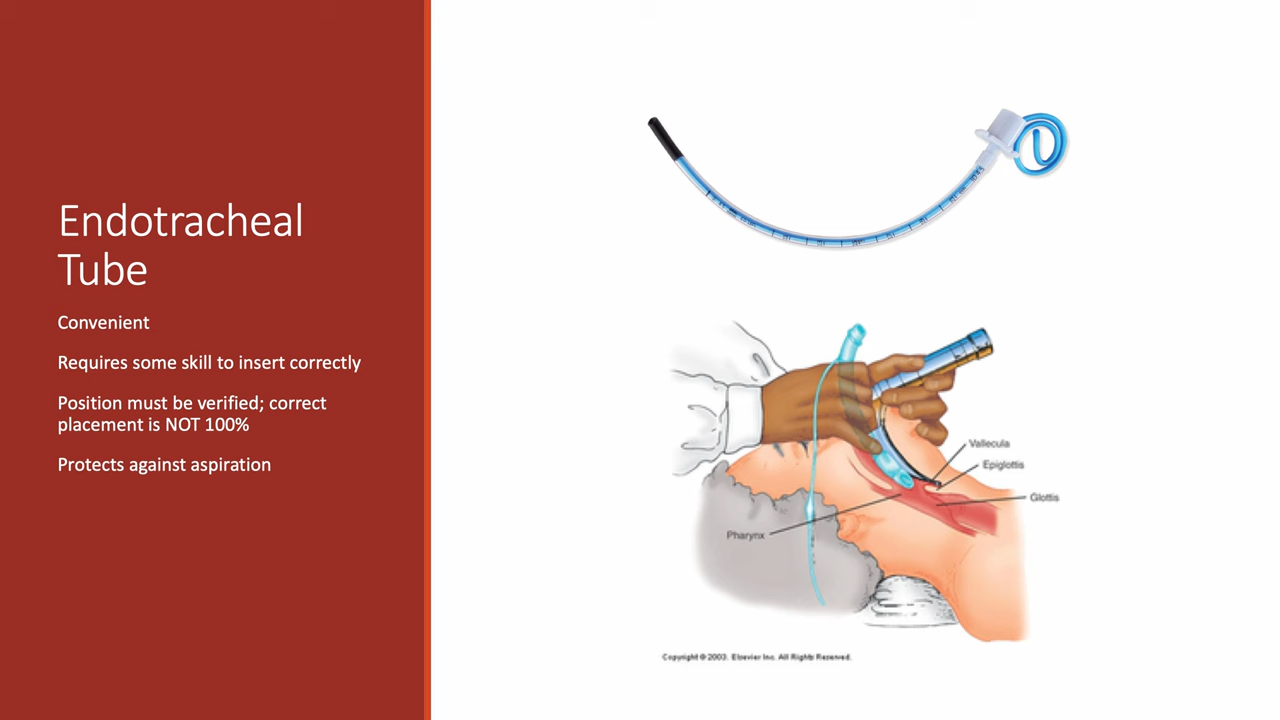 Endotracheal
Tube
Convenient
Requires some skill to insert correctly
Position must be verified; correct
placement is NOT 100%
Protects against aspiration
Vallecula
Epiglottis
Glottis
Pharynx
Copyright © 2003. Elsevier Inc. All Rights Reserved.